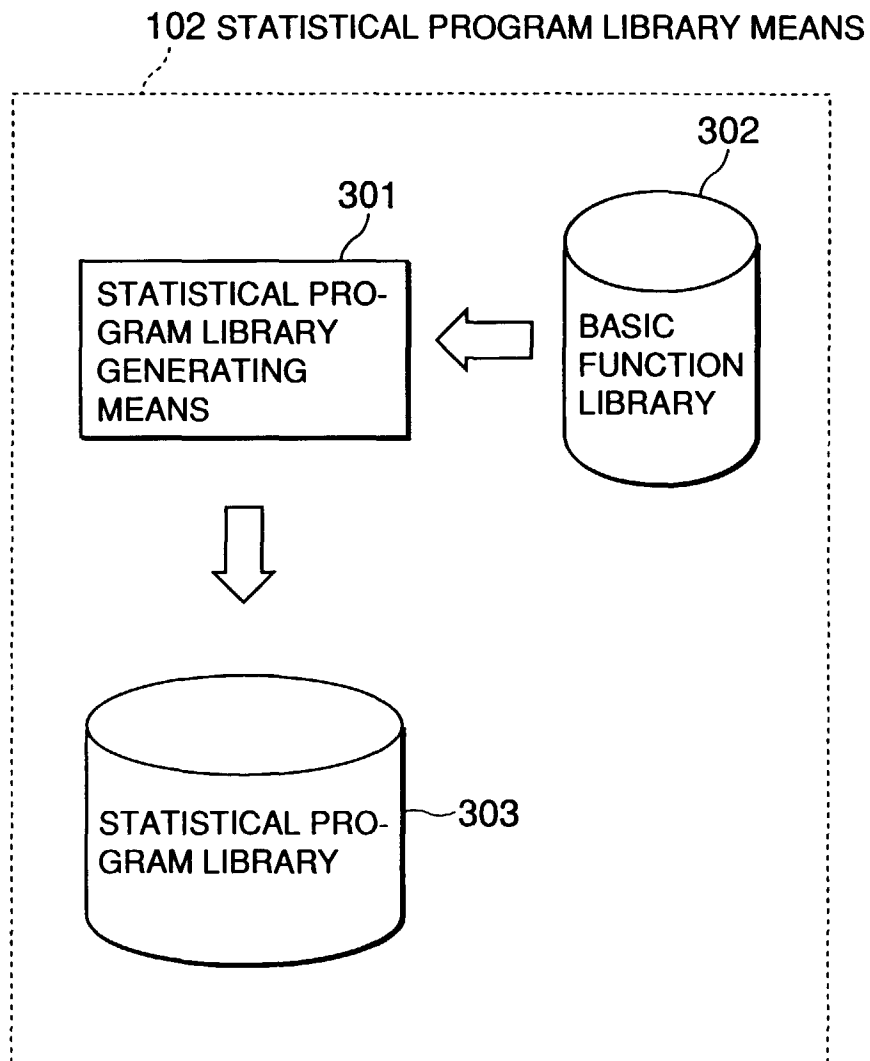 102 STATISTICAL PROGRAM LIBRARY MEANS
302
301
STATISTICAL PRO-
GRAM LIBRARY
GENERATING
MEANS
BASIC
FUNCTION
LIBRARY
STATISTICAL PRO-
GRAM LIBRARY
303